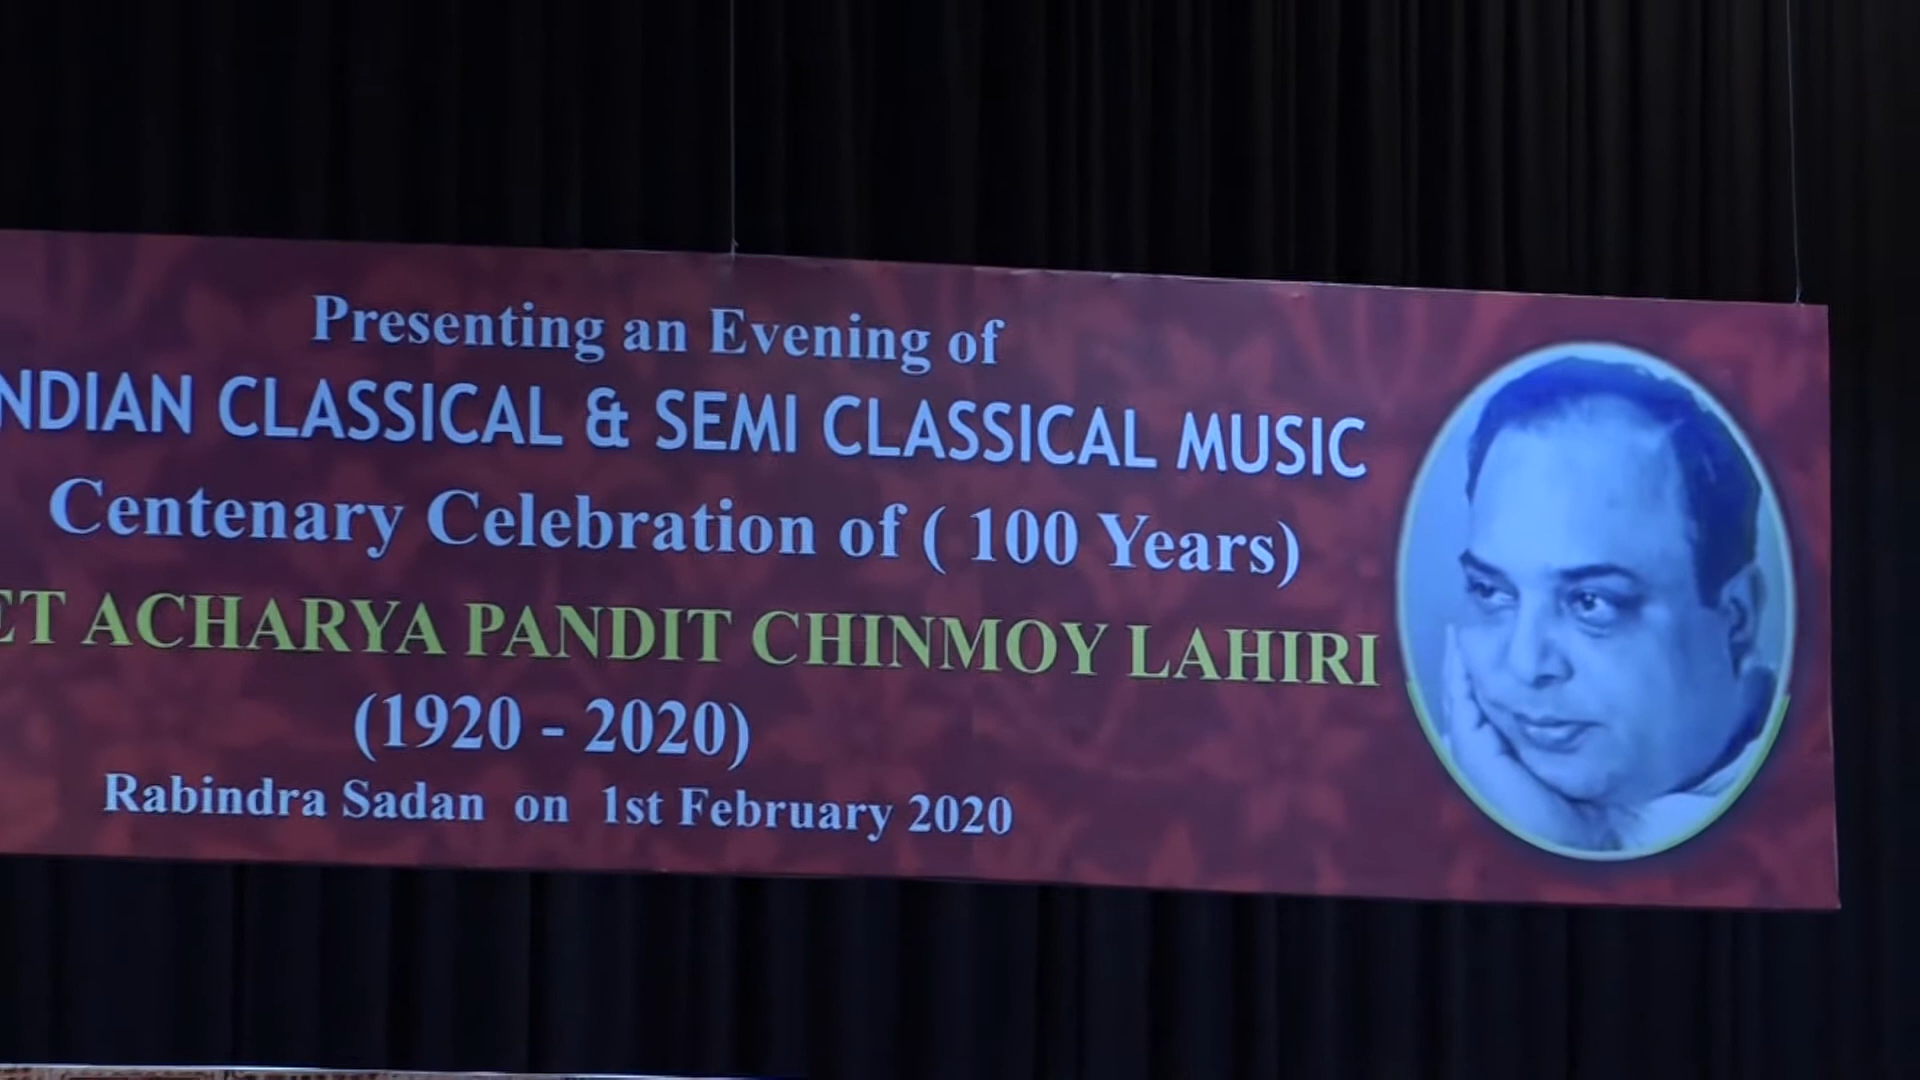 Presenting an Evening of
NDIAN CLASSICAL & SEMI CLASSICAL MUSIC
Centenary Celebration of ( 100 Years)
ET ACHARYA PANDIT CHINMOY LAHIRI
(1920 - 2020)
Rabindra Sadan on 1st February 2020